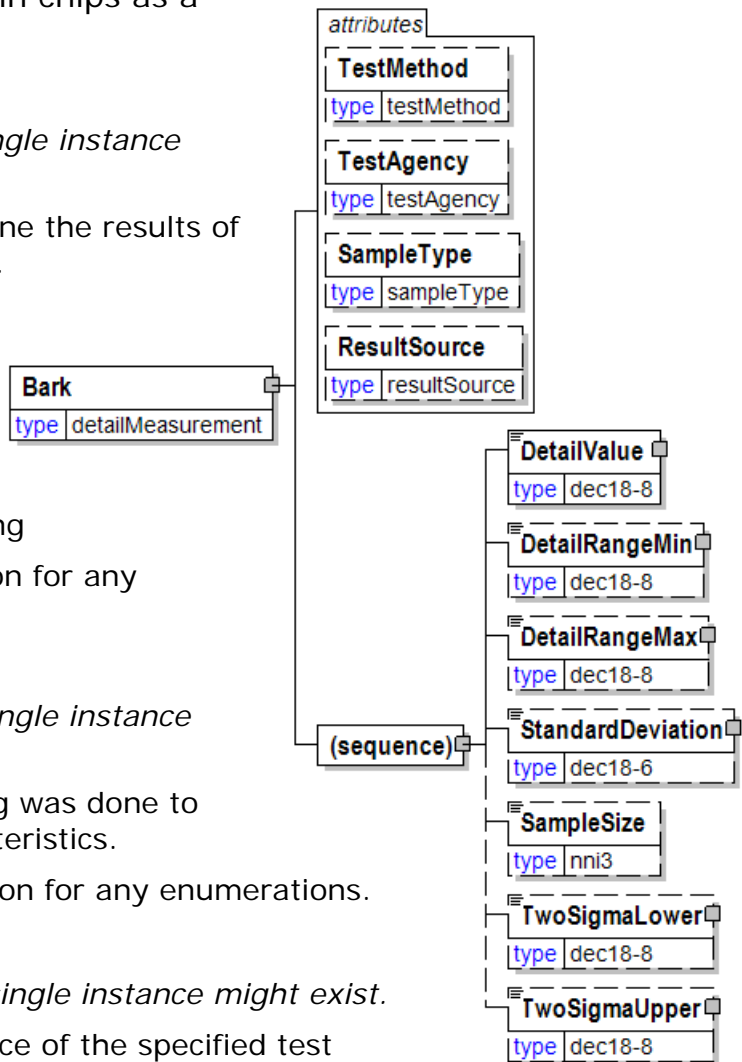 in chips as a
attributes
TestMethod
type testMethod
ngle instance
TestAgency
type testAgency
ne the results of
.
SampleType
type sampleType
ResultSource
type resultSource
Bark
type detailMeasurement
DetailValue
type dec18-8
ng
DetailRangeMin
on for any
type dec18-8
DetailRangeMax
type dec18-8
ngle instance
(sequence)
StandardDeviation
type dec18-6
g was done to
SampleSize
teristics.
type nni3
on for any enumerations.
TwoSigmaLower
type dec18-8
single instance might exist.
TwoSigmaUpper
ce of the specified test
type dec18-8